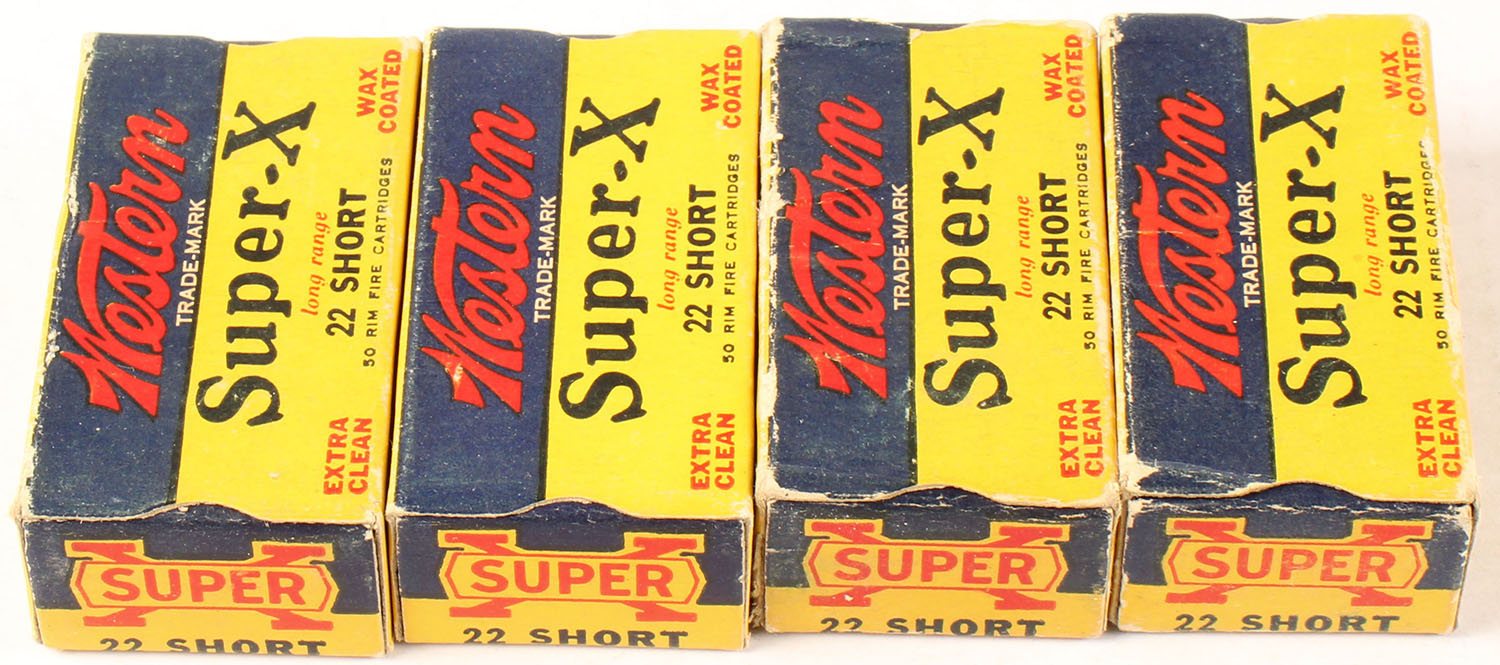 Western
TRADE-MARK
Super-X
long range
22 SHORT
50 RIM FIRE CARTRIDGES
EXTRA
CLEAN
WAX
COATED
SUPER
22 SHORT
Western
TRADE-MARK
Super-X
long range
22 SHORT
50 RIM FIRE CARTRIDGES
EXTRA
CLEAN
WAX
COATED
SUPER
22 SHORT
Western
TRADE-MARK
Super-X
long range
22 SHORT
50 RIM FIRE CARTRIDGES
EXTRA
CLEAN
WAX
COATED
SUPER
22 SHORT
Western
TRADE-MARK
Super-X
long range
22 SHORT
50 RIM FIRE CARTRIDGES
EXTRA
CLEAN
WAX
COATED
SUPER
22 SHORT